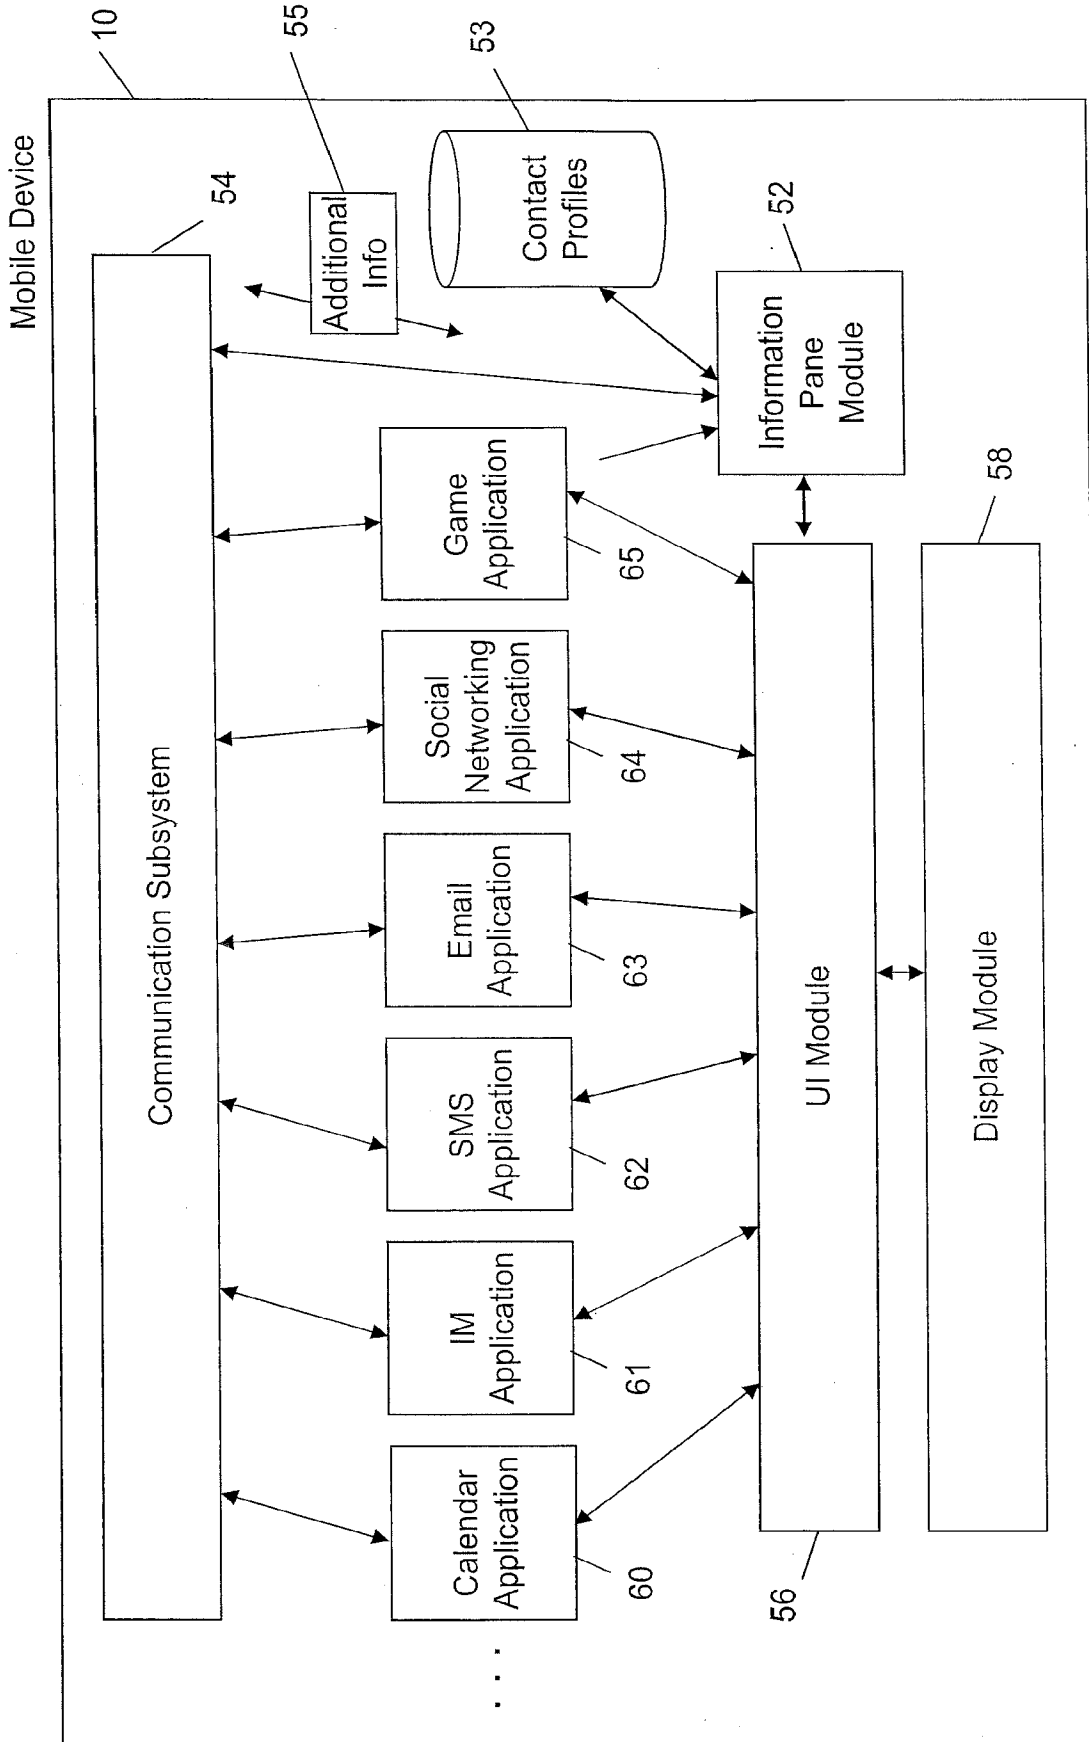 Mobile Device
10
Communication Subsystem
54
Additional
Info
55
Contact
Profiles
53
. . .
Calendar
Application
60
IM
Application
61
SMS
Application
62
Email
Application
63
Social
Networking
Application
64
Game
Application
65
Information
Pane
Module
52
UI Module
56
Display Module
58